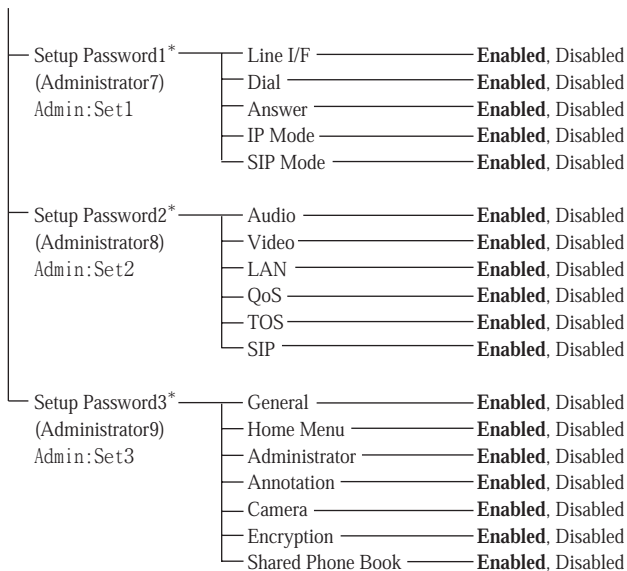 Setup Password1* Line I/F Enabled, Disabled
(Administrator7) Dial Enabled, Disabled
Admin:Set1 Answer Enabled, Disabled
IP Mode Enabled, Disabled
SIP Mode Enabled, Disabled
Setup Password2* Audio Enabled, Disabled
(Administrator8) Video Enabled, Disabled
Admin:Set2 LAN Enabled, Disabled
QoS Enabled, Disabled
TOS Enabled, Disabled
SIP Enabled, Disabled
Setup Password3* General Enabled, Disabled
(Administrator9) Home Menu Enabled, Disabled
Admin:Set3 Administrator Enabled, Disabled
Annotation Enabled, Disabled
Camera Enabled, Disabled
Encryption Enabled, Disabled
Shared Phone Book Enabled, Disabled